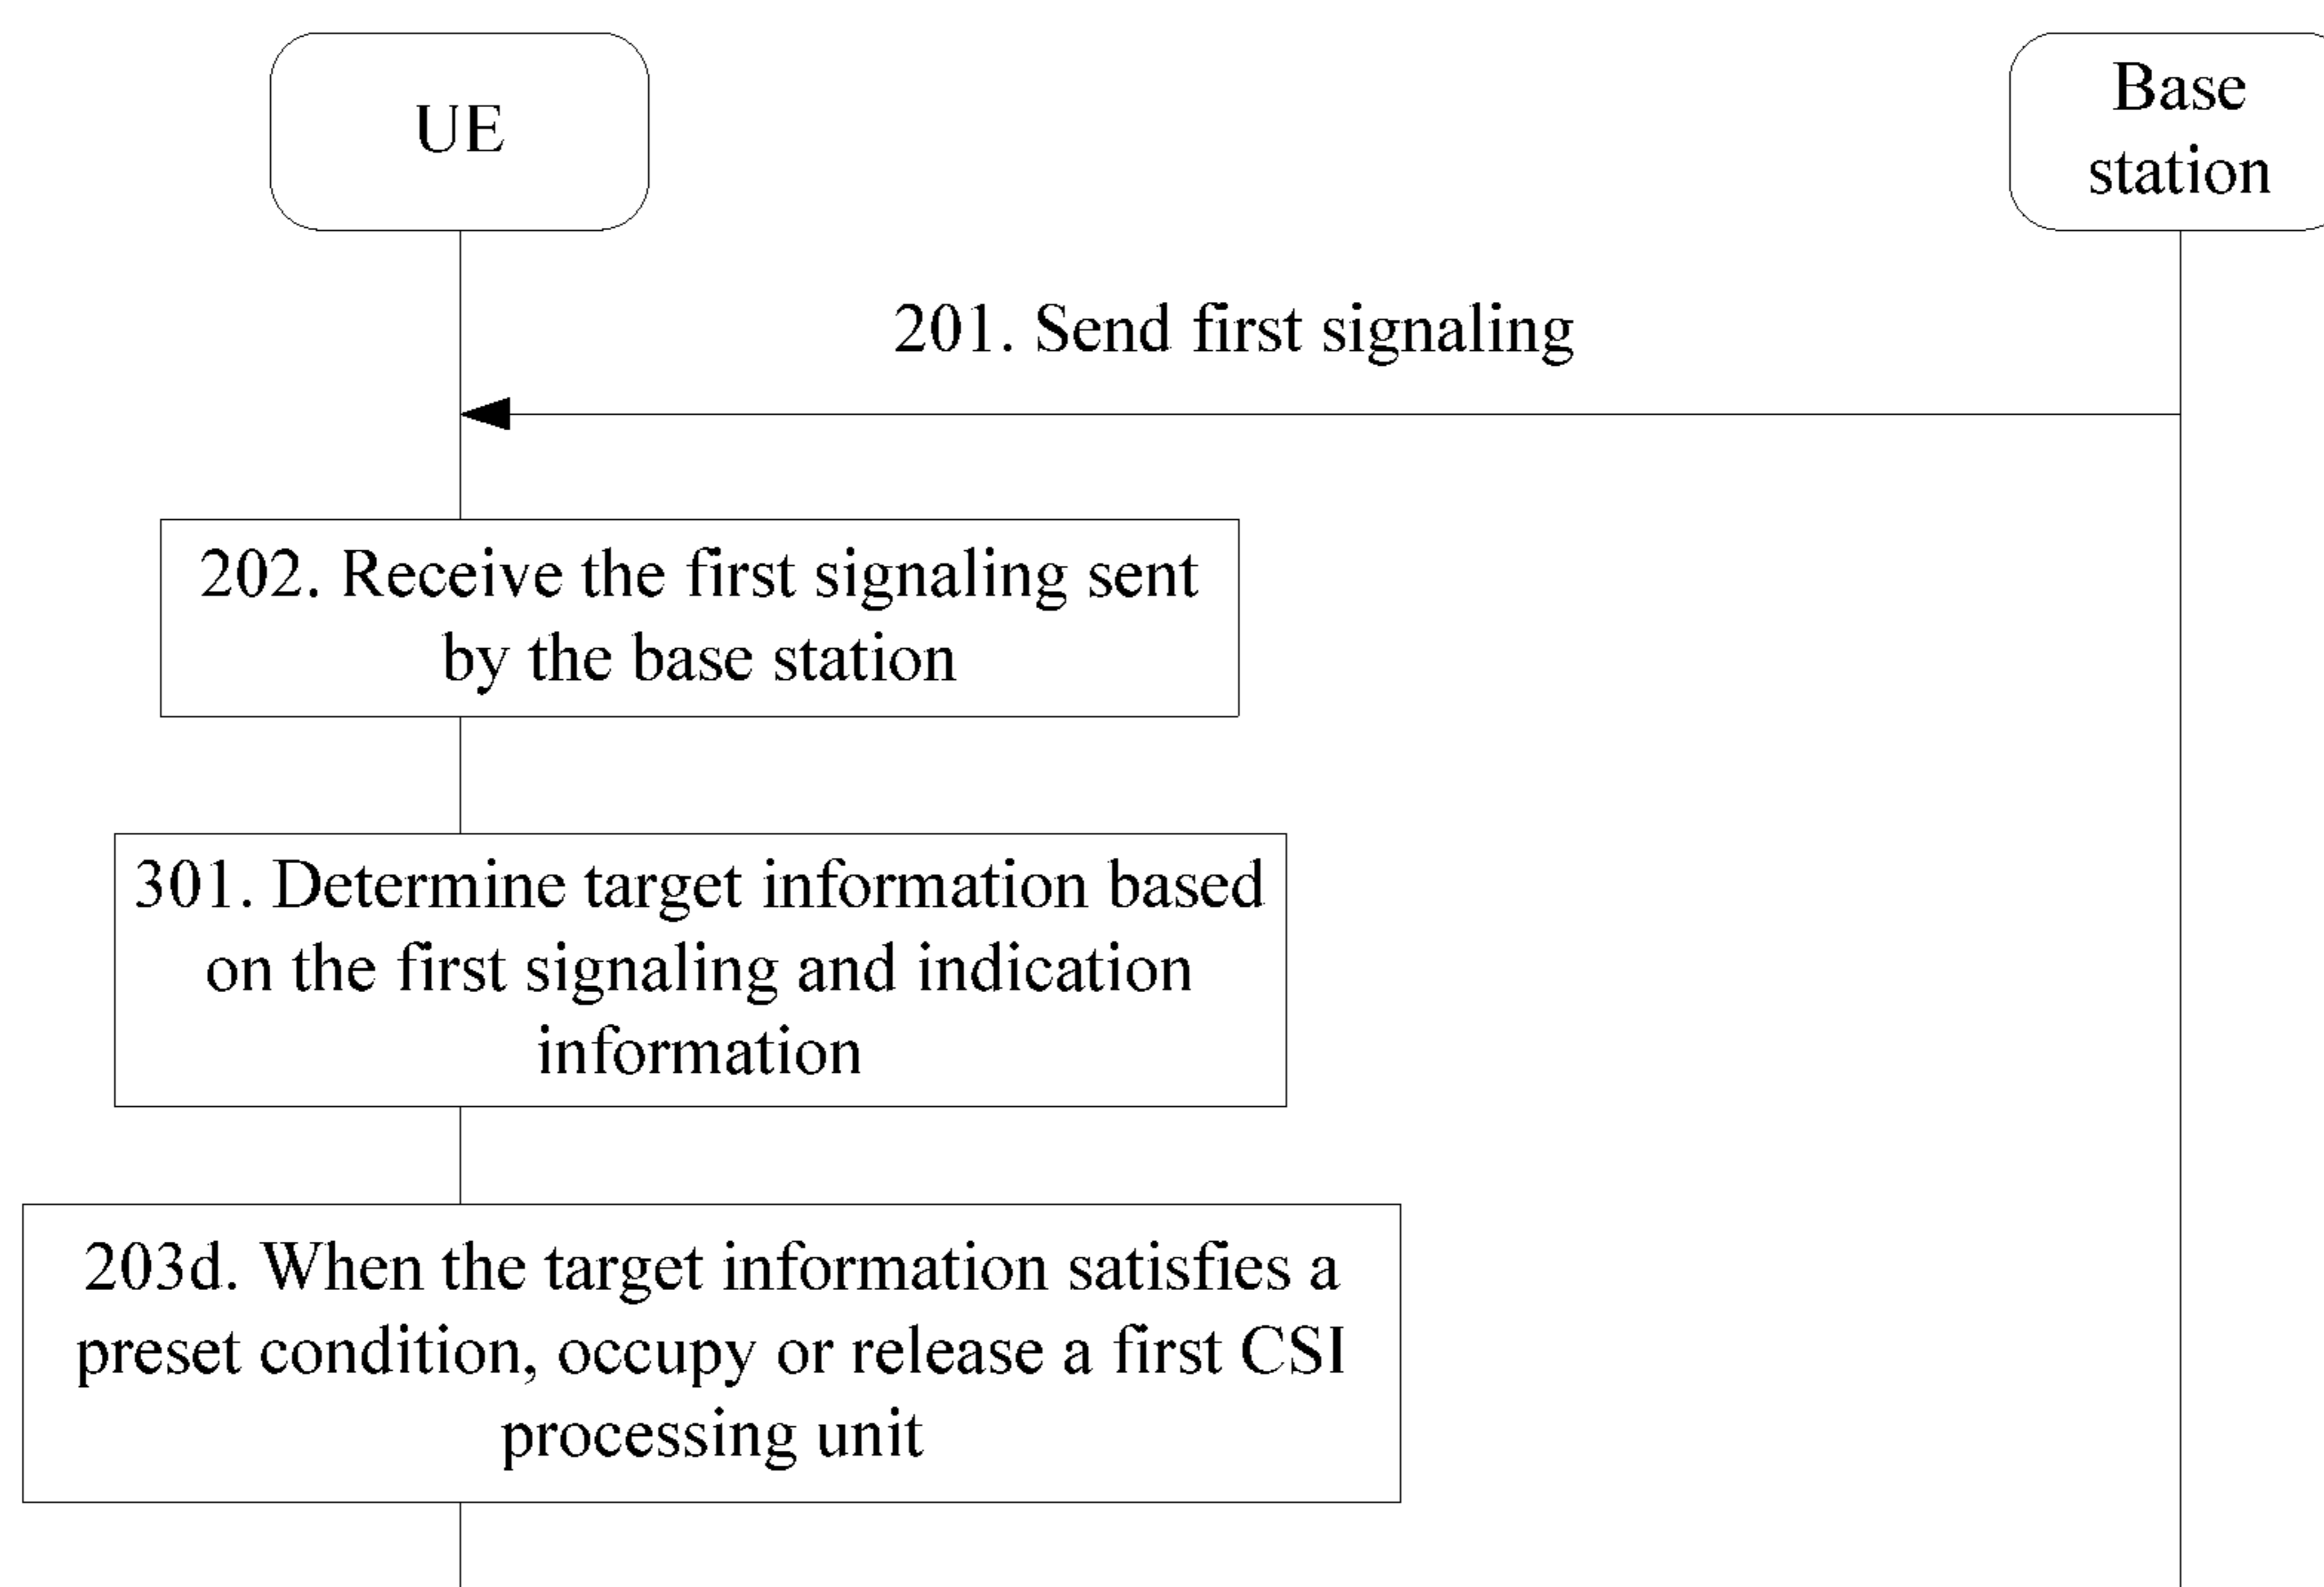 UE
Base
station
201. Send first signaling
202. Receive the first signaling sent
by the base station
301. Determine target information based
on the first signaling and indication
information
203d. When the target information satisfies a
preset condition, occupy or release a first CSI
processing unit